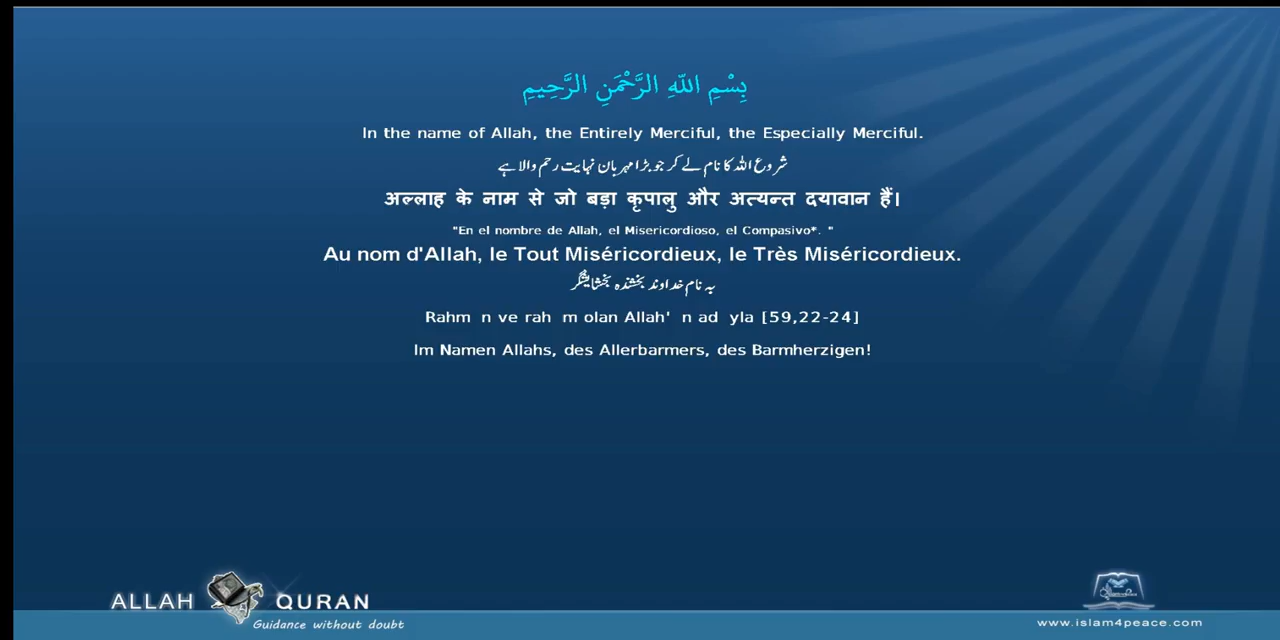 بِسْمِ اللَّهِ الرَّحْمَنِ الرَّحِيمِ
In the name of Allah, the Entirely Merciful, the Especially Merciful.
شروع الله کا نام لے کر جو بڑا مہربان نہایت رحم والا ہے
अल्लाह के नाम से जो बड़ा कृपालु और अत्यन्त दयावान हैं।
"En el nombre de Allah, el Misericordioso, el Compasivo*. "
Au nom d'Allah, le Tout Miséricordieux, le Très Miséricordieux.
به نام خداوند بخشنده بخشایشگر
Rahm n ve rah m olan Allah' n ad yla [59,22-24]
Im Namen Allahs, des Allerbarmers, des Barmherzigen!
ALLAH QURAN
Guidance without doubt
www.islam4peace.com